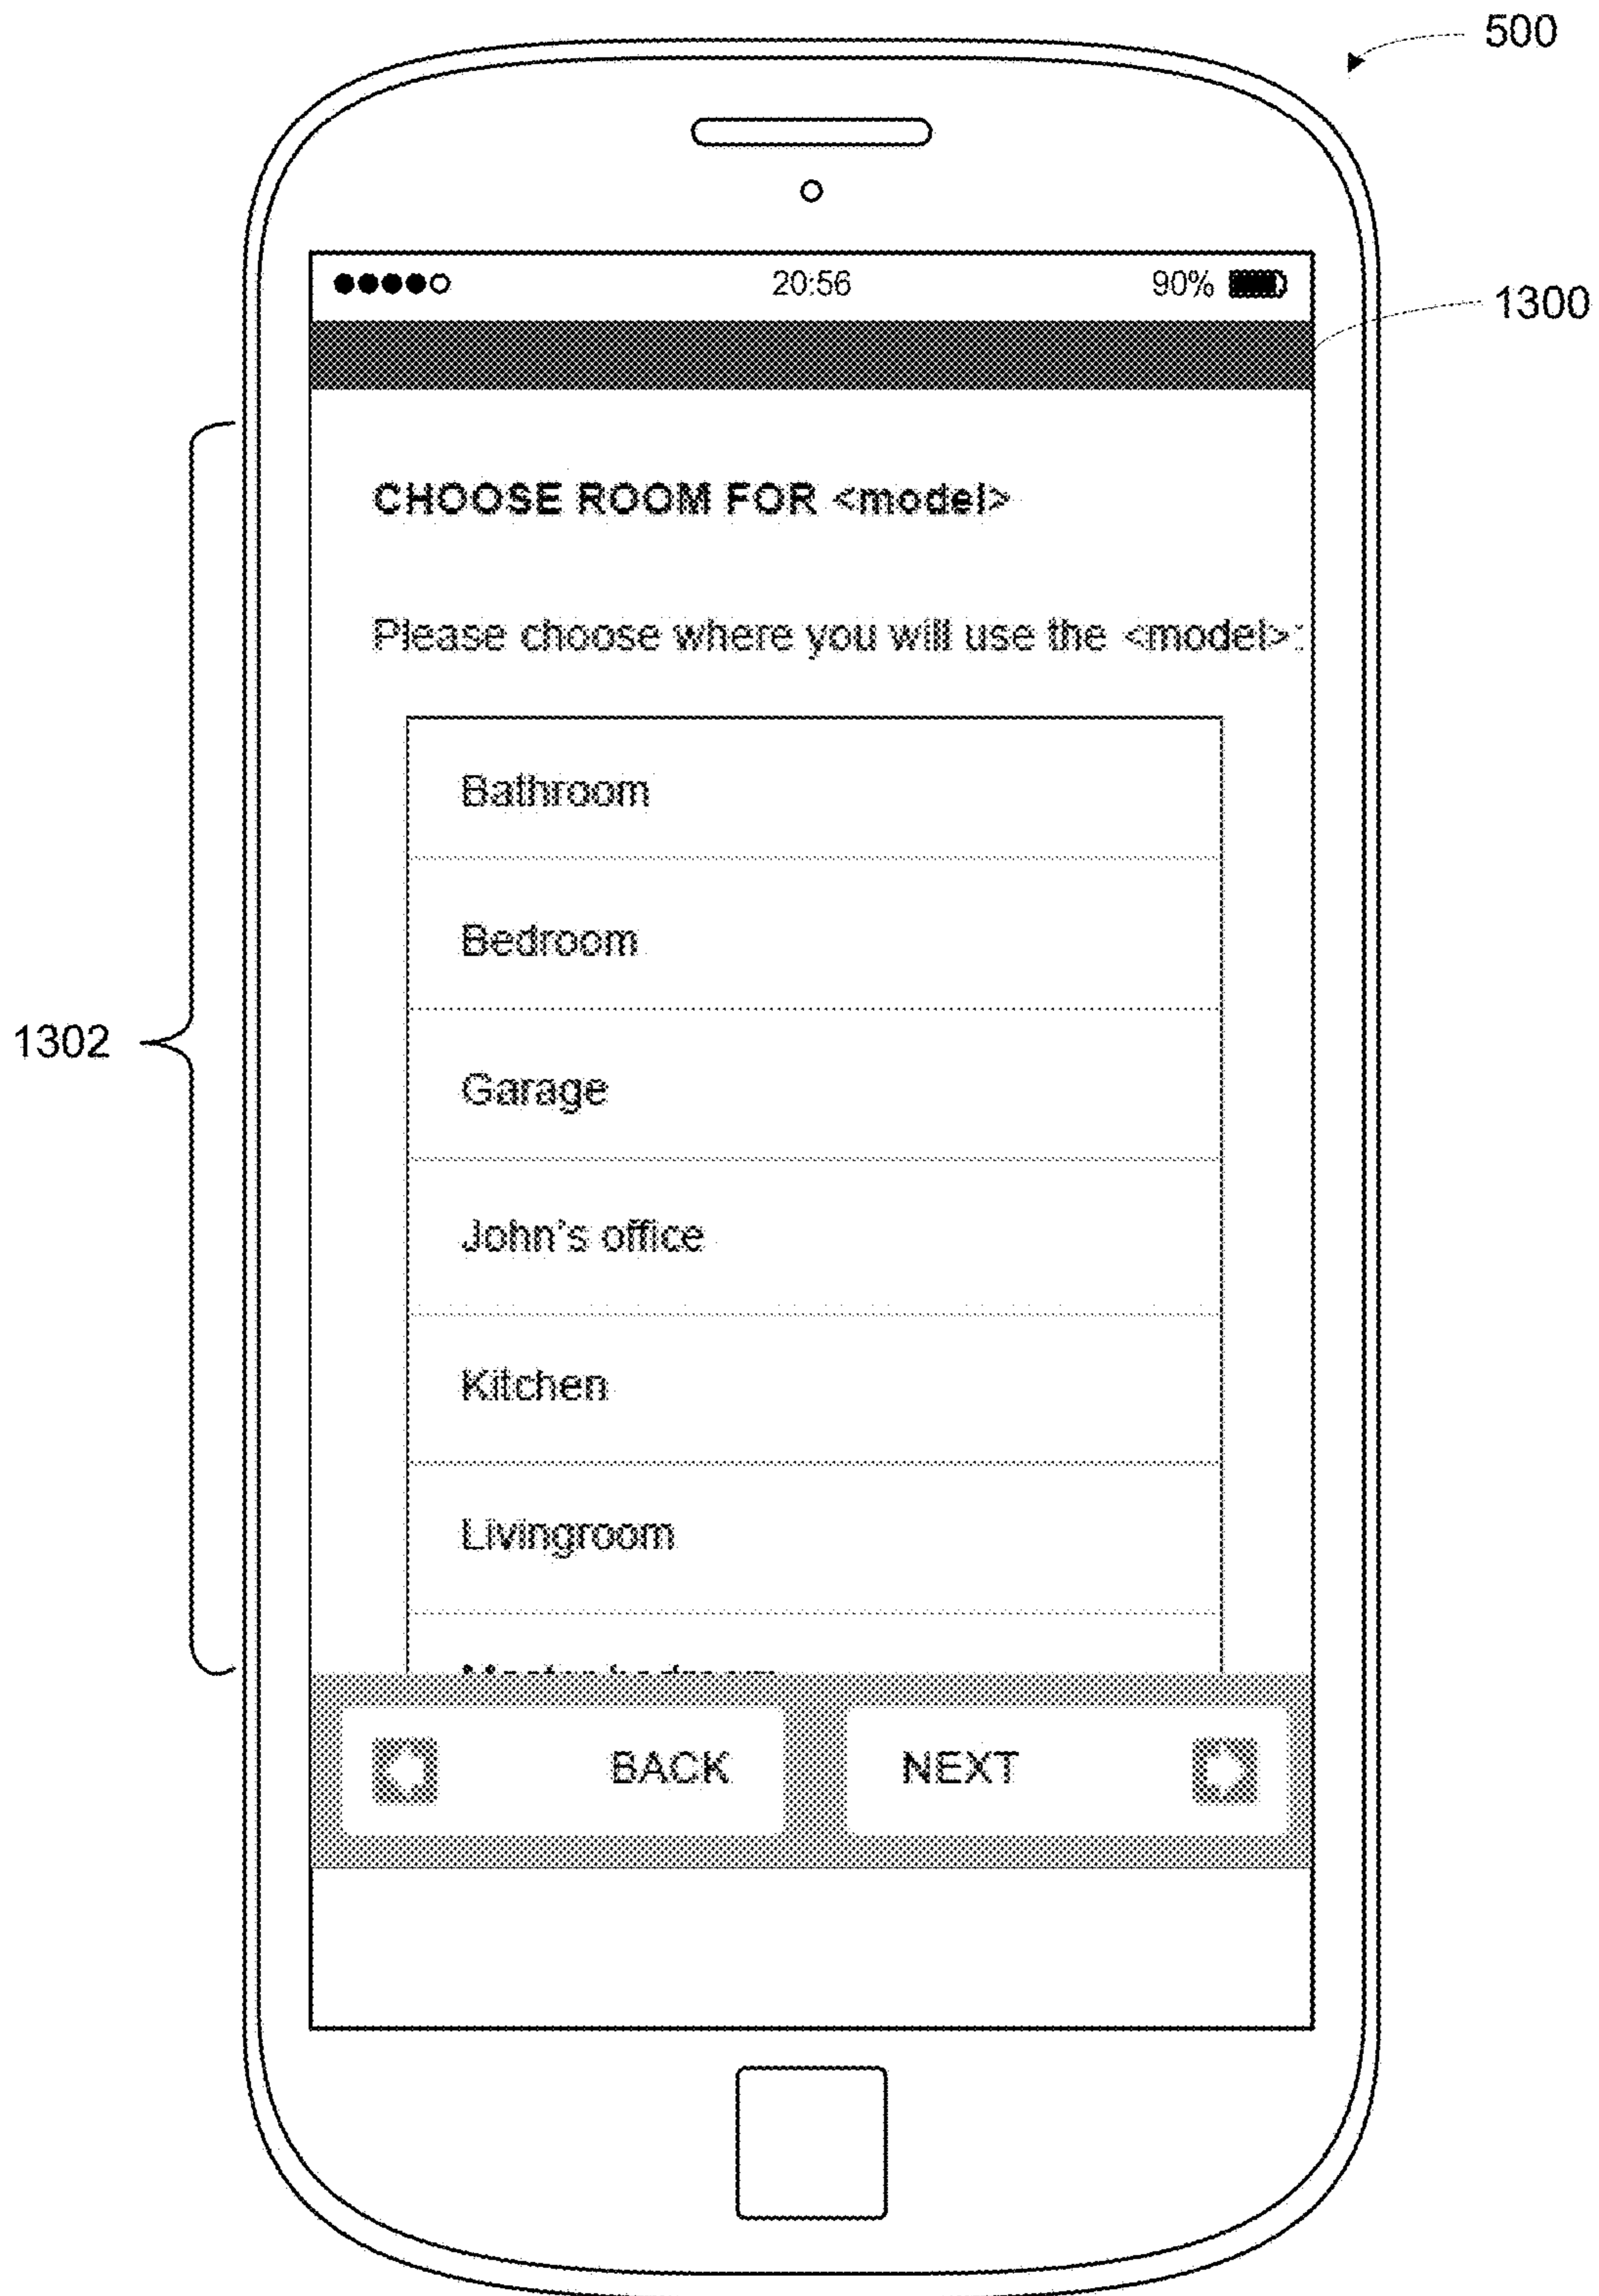 500
20:56
90%
1300
CHOOSE ROOM FOR <model>
Please choose where you will use the <model>:
Bathroom
Bedroom
Garage
1302
John's office
Kitchen
Livingroom
BACK
NEXT